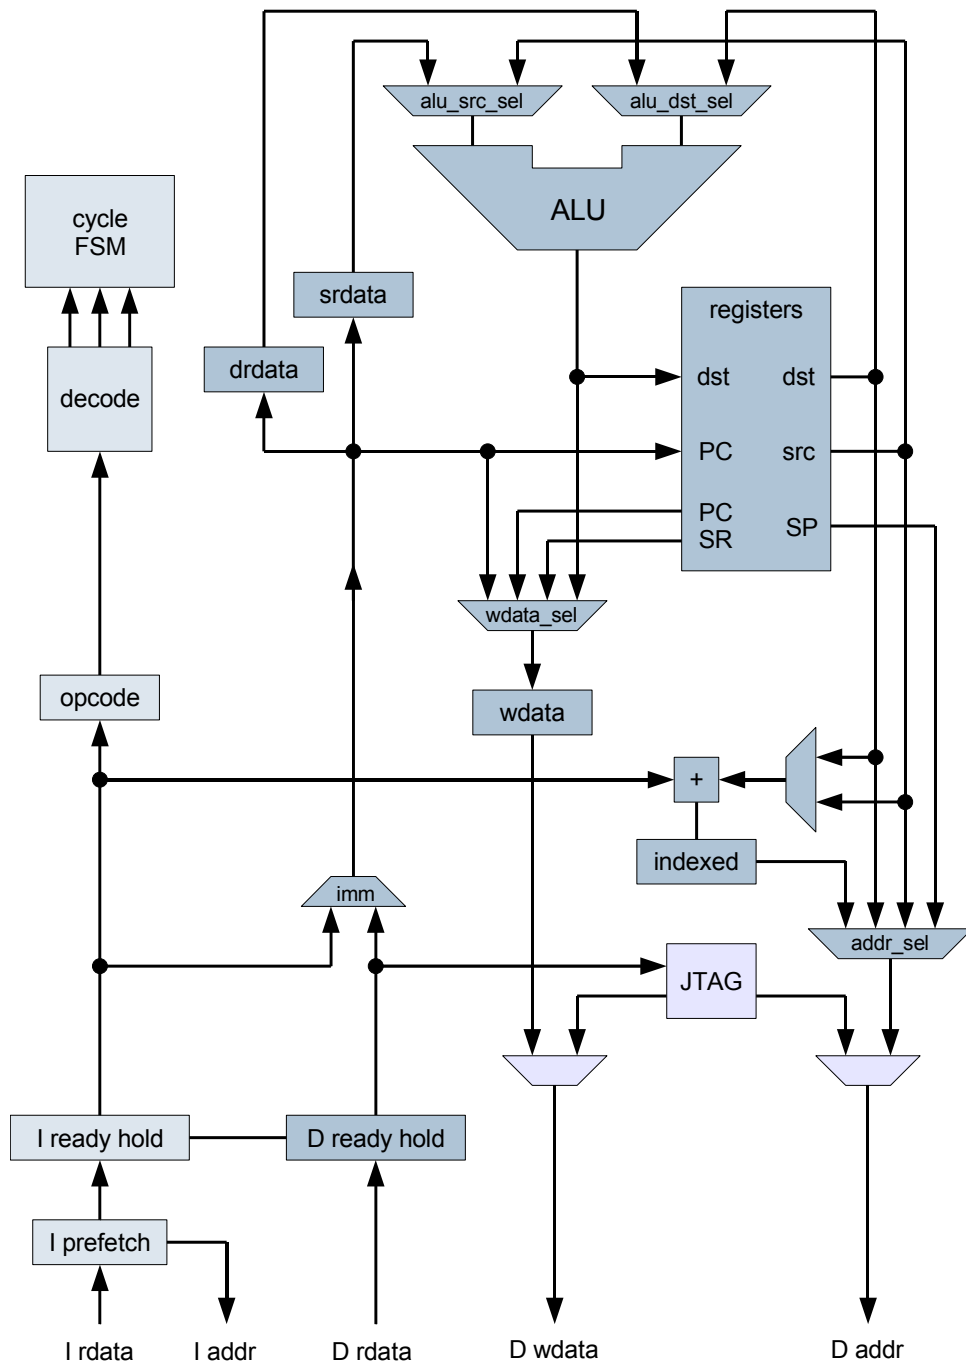 alu_src_sel
alu_dst_sel
ALU
cycle
FSM
srdata
registers
drdata
dst
dst
decode
PC
src
PC
SP
SR
wdata_sel
opcode
wdata
+
indexed
imm
addr_sel
JTAG
I ready hold
D ready hold
I prefetch
I rdata
I addr
D rdata
D wdata
D addr